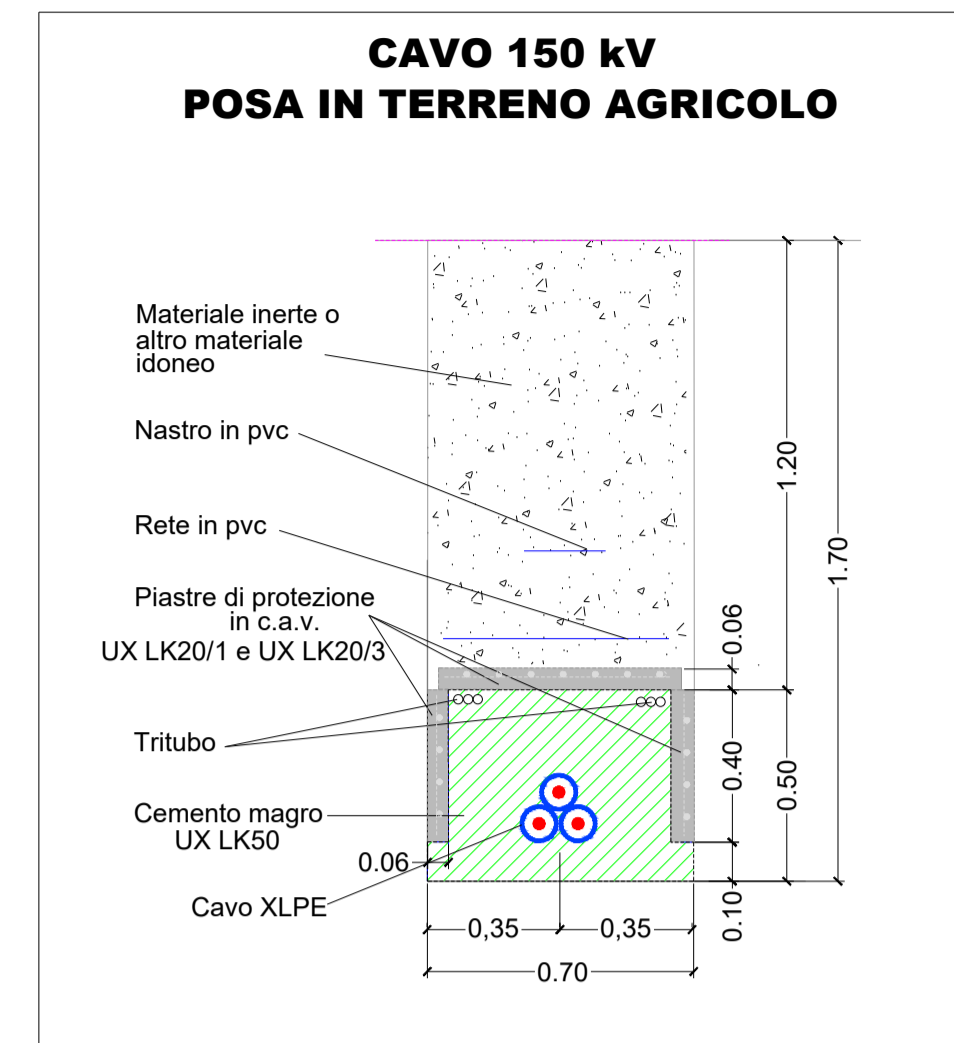 CAVO 150 kV
POSA IN TERRENO AGRICOLO
Materiale inerte o
altro materiale
idoneo
Nastro in pvc
Rete in pvc
Piastre di protezione
in c.a.v.
UX LK20/1 e UX LK20/3
Tritubo
Cemento magro
UX LK50
Cavo XLPE
0.06
0,35
0,35
0.70
1.20
1.70
0.06
0.40
0.50
0.10